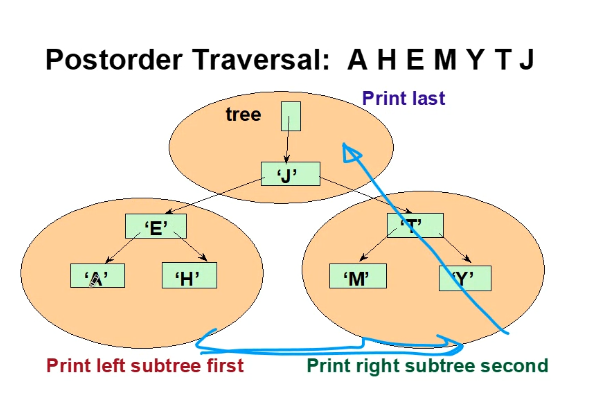 Postorder Traversal: A H E M Y T J
Print last
tree
‘J’
‘E’
‘T’
‘A’
‘H’
‘M’
‘Y’
Print left subtree first
Print right subtree second